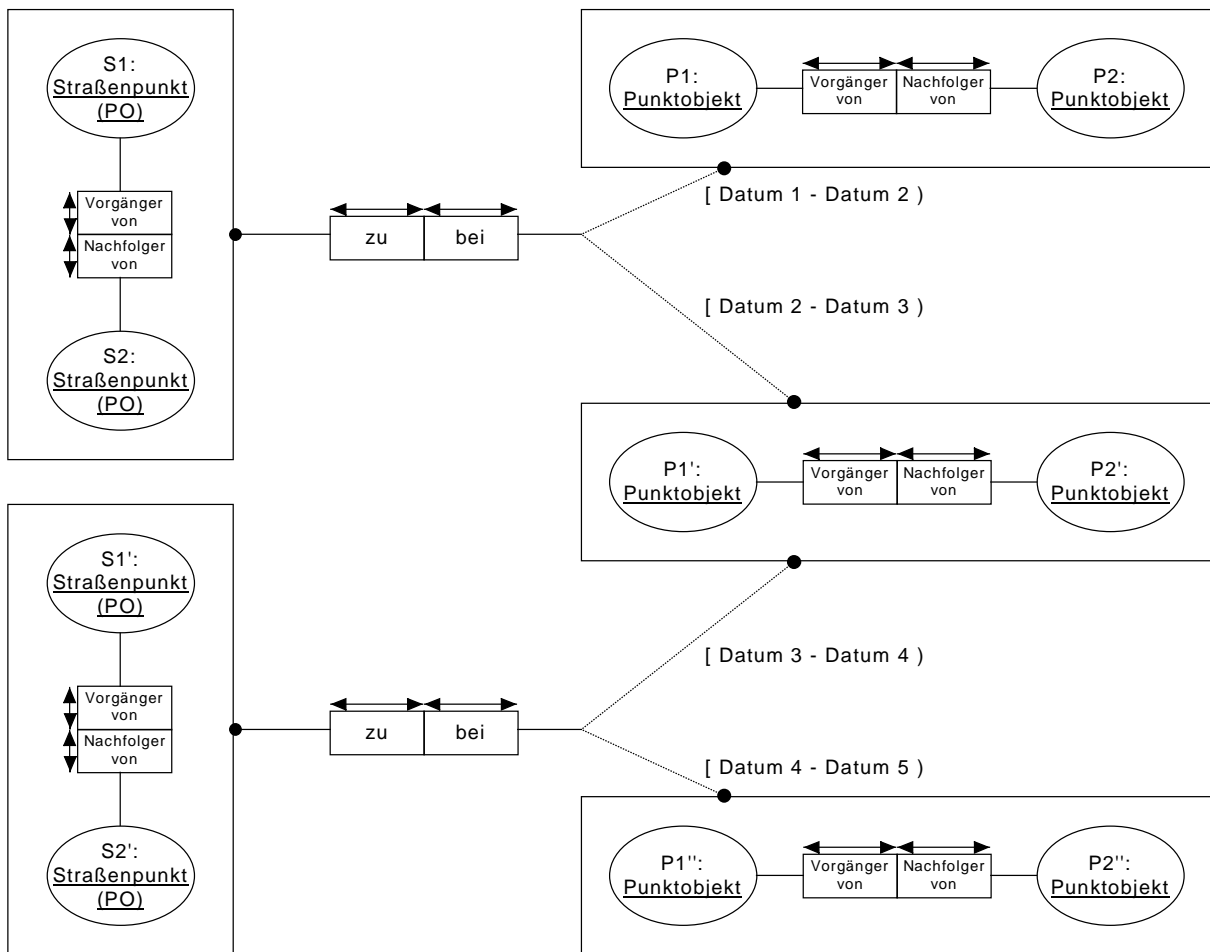 S1:
Straßenpunkt
(PO)
Vorgänger
von
Nachfolger
von
S2:
Straßenpunkt
(PO)
zu
bei
P1:
Punktobjekt
Vorgänger
von
Nachfolger
von
P2:
Punktobjekt
[ Datum 1 - Datum 2 )
[ Datum 2 - Datum 3 )
P1':
Punktobjekt
Vorgänger
von
Nachfolger
von
P2':
Punktobjekt
S1':
Straßenpunkt
(PO)
Vorgänger
von
Nachfolger
von
S2':
Straßenpunkt
(PO)
zu
bei
[ Datum 3 - Datum 4 )
[ Datum 4 - Datum 5 )
P1'':
Punktobjekt
Vorgänger
von
Nachfolger
von
P2'':
Punktobjekt